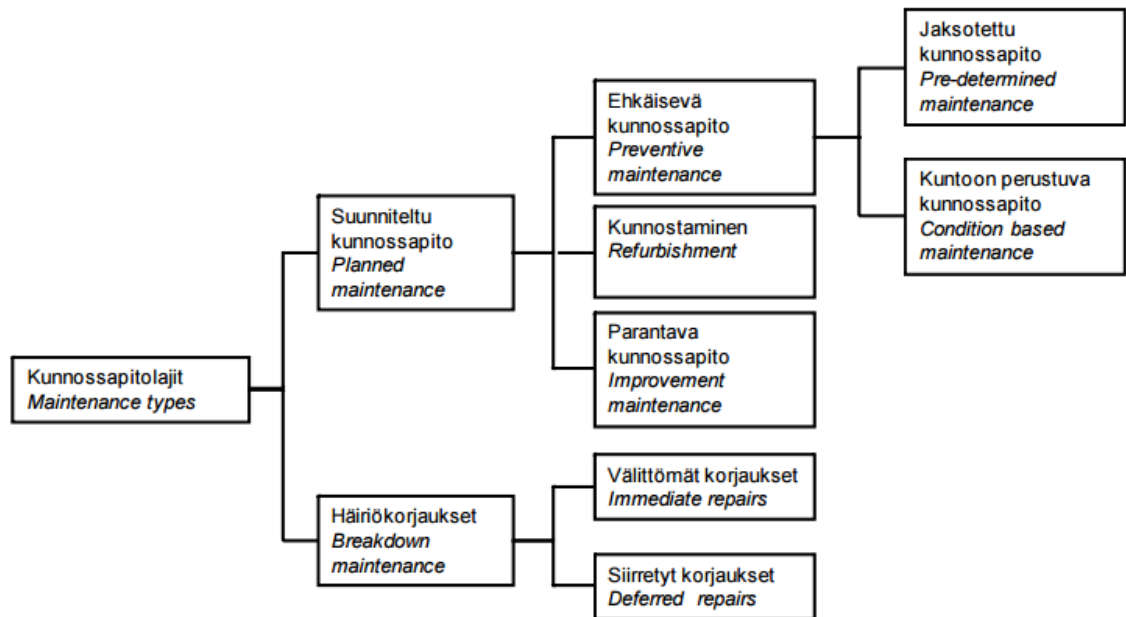 Kunnossapitolajit
Maintenance types
Suunniteltu
kunnossapito
Planned
maintenance
Häiriökorjaukset
Breakdown
maintenance
Ehkäisevä
kunnossapito
Preventive
maintenance
Kunnostaminen
Refurbishment
Parantava
kunnossapito
Improvement
maintenance
Välittömät korjaukset
Immediate repairs
Siirretyt korjaukset
Deferred repairs
Jaksotettu
kunnossapito
Pre-determined
maintenance
Kuntoon perustuva
kunnossapito
Condition based
maintenance